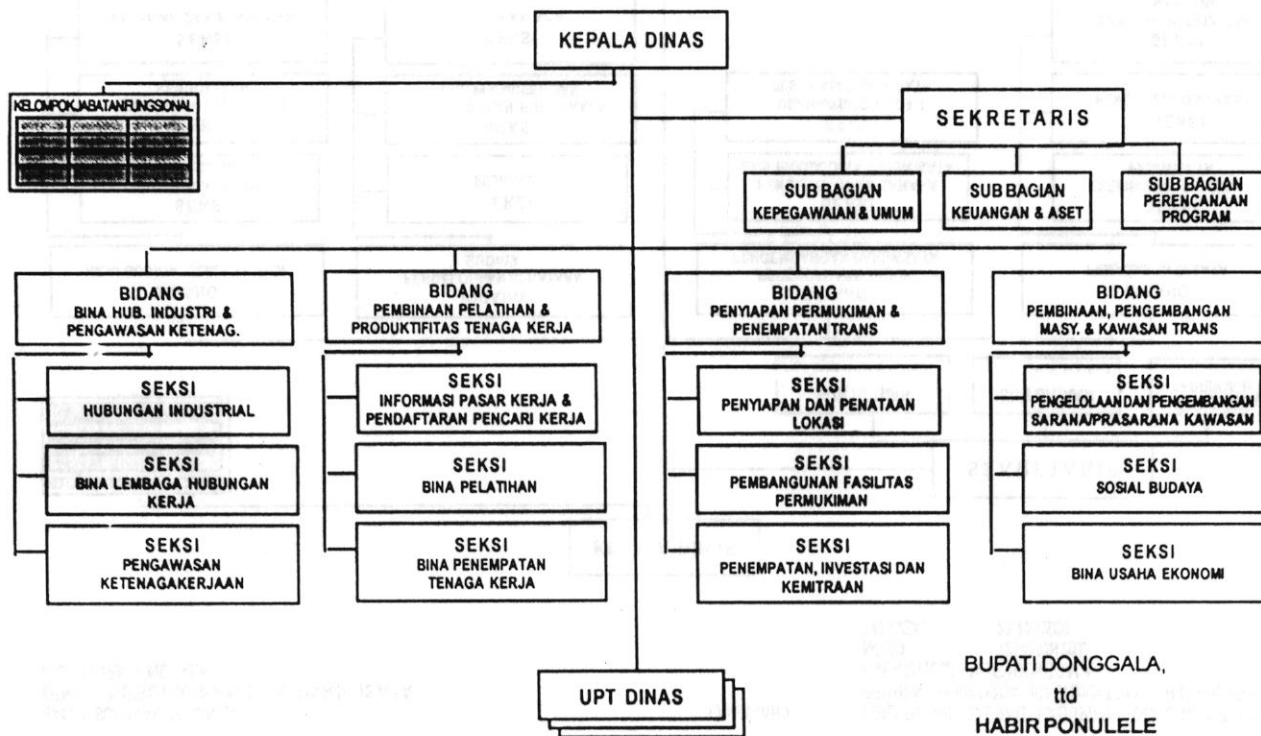 KEPALA DINAS
KELOMPOK JABATAN FUNGSIONAL
SEKRETARIS
SUB BAGIAN
KEPEGAWAIAN & UMUM
SUB BAGIAN
KEUANGAN & ASET
SUB BAGIAN
PERENCANAAN
PROGRAM
BIDANG
BINA HUB. INDUSTRI &
PENGAWASAN KETENAG.
BIDANG
PEMBINAAN PELATIHAN &
PRODUKTIFITAS TENAGA KERJA
BIDANG
PENYIAPAN PERMUKIMAN &
PENEMPATAN TRANS
BIDANG
PEMBINAAN, PENGEMBANGAN
MASY. & KAWASAN TRANS
SEKSI
HUBUNGAN INDUSTRIAL
SEKSI
INFORMASI PASAR KERJA &
PENDAFTARAN PENCARI KERJA
SEKSI
PENYIAPAN DAN PENATAAN
LOKASI
SEKSI
PENGELOLAAN DAN PENGEMBANGAN
SARANA/PRASARANA KAWASAN
SEKSI
BINA LEMBAGA HUBUNGAN
KERJA
SEKSI
BINA PELATIHAN
SEKSI
PEMBANGUNAN FASILITAS
PERMUKIMAN
SEKSI
SOSIAL BUDAYA
SEKSI
PENGAWASAN
KETENAGAKERJAAN
SEKSI
BINA PENEMPATAN
TENAGA KERJA
SEKSI
PENEMPATAN, INVESTASI DAN
KEMITRAAN
SEKSI
BINA USAHA EKONOMI
UPT DINAS
BUPATI DONGGALA,
ttd
HABIR PONULELE